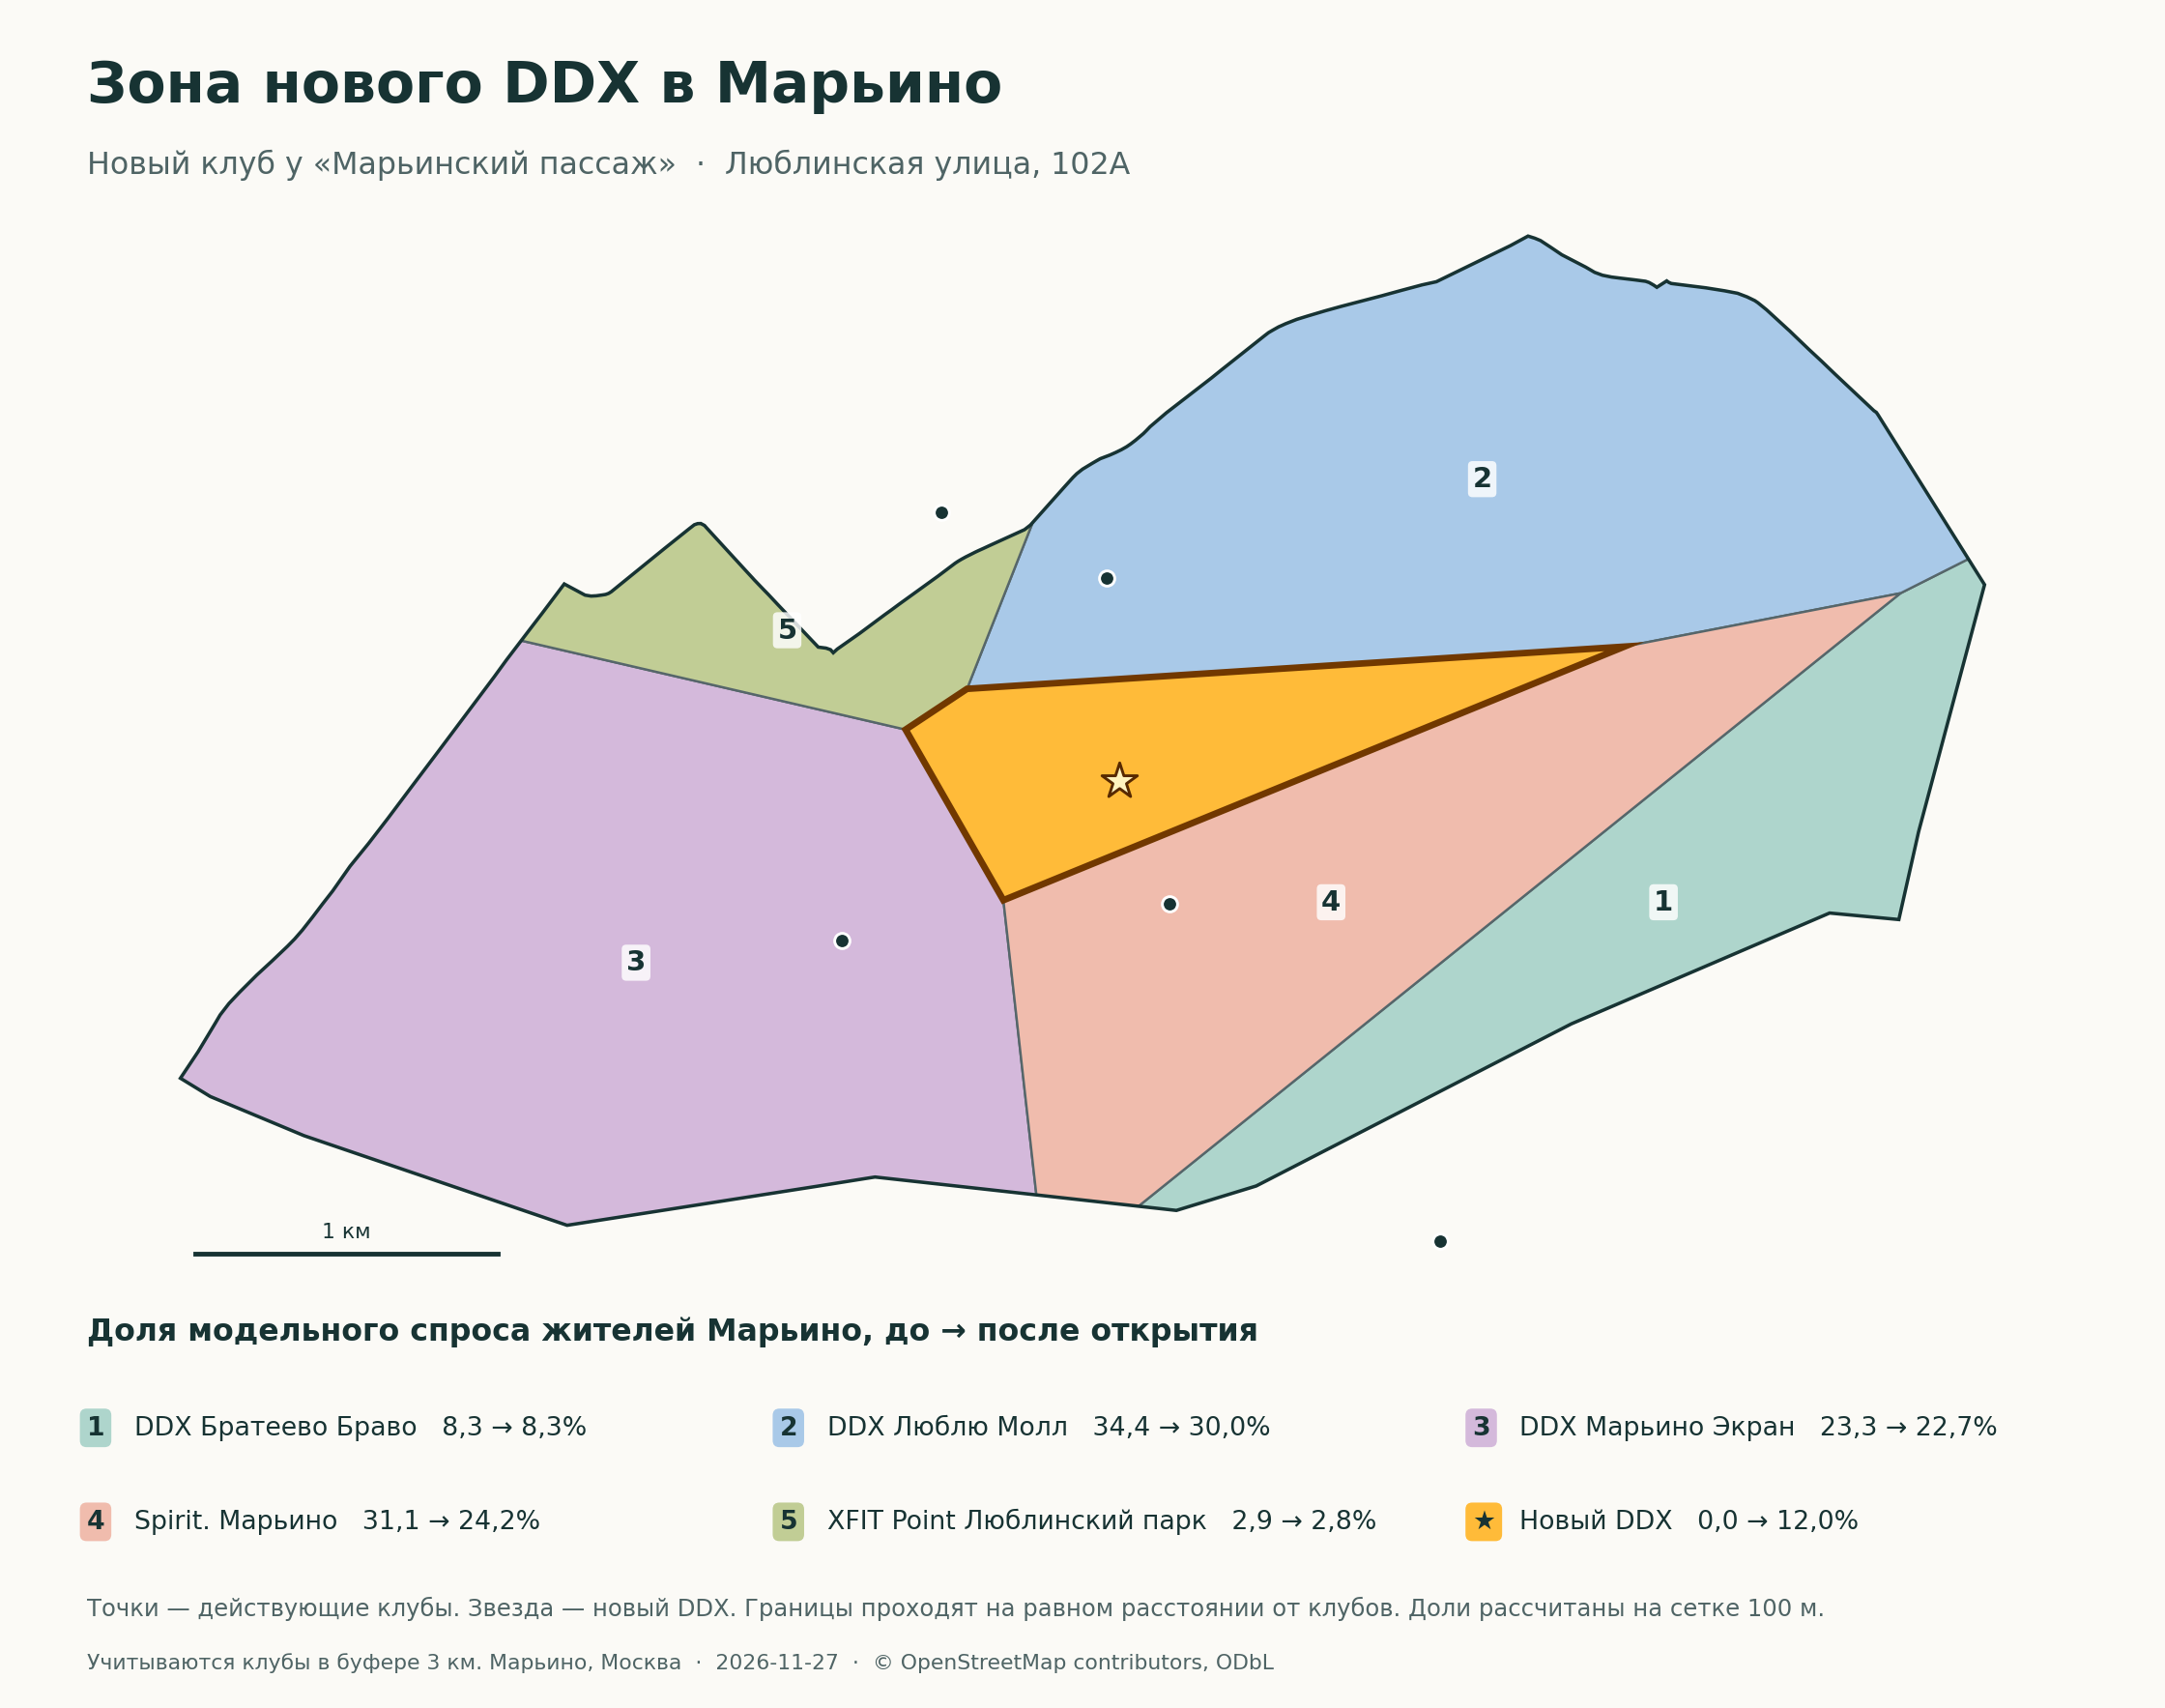 Зона нового DDX в Марьино
Новый клуб у «Марьинский пассаж» · Люблинская улица, 102А
2
5
4
1
3
1 км
Доля модельного спроса жителей Марьино, до → после открытия
1 DDX Братеево Браво 8,3 → 8,3%
2 DDX Люблю Молл 34,4 → 30,0%
3 DDX Марьино Экран 23,3 → 22,7%
4 Spirit. Марьино 31,1 → 24,2%
5 XFIT Point Люблинский парк 2,9 → 2,8%
★ Новый DDX 0,0 → 12,0%
Точки — действующие клубы. Звезда — новый DDX. Границы проходят на равном расстоянии от клубов. Доли рассчитаны на сетке 100 м.
Учитываются клубы в буфере 3 км. Марьино, Москва · 2026-11-27 · © OpenStreetMap contributors, ODbL